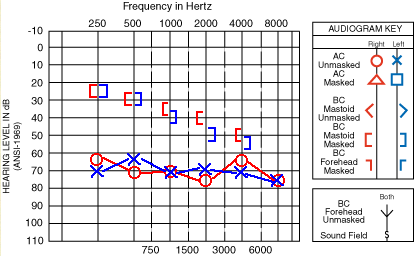 Frequency in Hertz
250 500 1000 2000 4000 8000
-10
0
10
20
30
40
50
60
70
80
90
100
110
HEARING LEVEL IN dB
(ANSI-1969)
750 1500 3000 6000
AUDIOGRAM KEY
Right Left
AC
Unmasked
AC
Masked
BC
Mastoid
Unmasked
BC
Mastoid
Masked
BC
Forehead
Masked
Both
BC
Forehead
Unmasked
Sound Field S